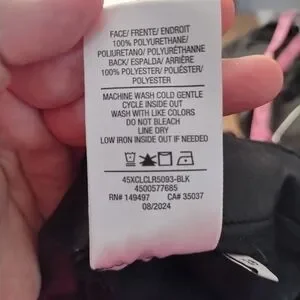 FACE/ FRENTE/ ENDROIT
100% POLYURETHANE/
POLIURETANO/ POLYURÉTHANNE
BACK/ ESPALDA/ ARRIÈRE
100% POLYESTER/ POLIÉSTER/
POLYESTER
MACHINE WASH COLD GENTLE
CYCLE INSIDE OUT
WASH WITH LIKE COLORS
DO NOT BLEACH
LINE DRY
LOW IRON INSIDE OUT IF NEEDED
45XCLCLR5093-BLK
4500577685
RN# 149497 CA# 35037
08/2024